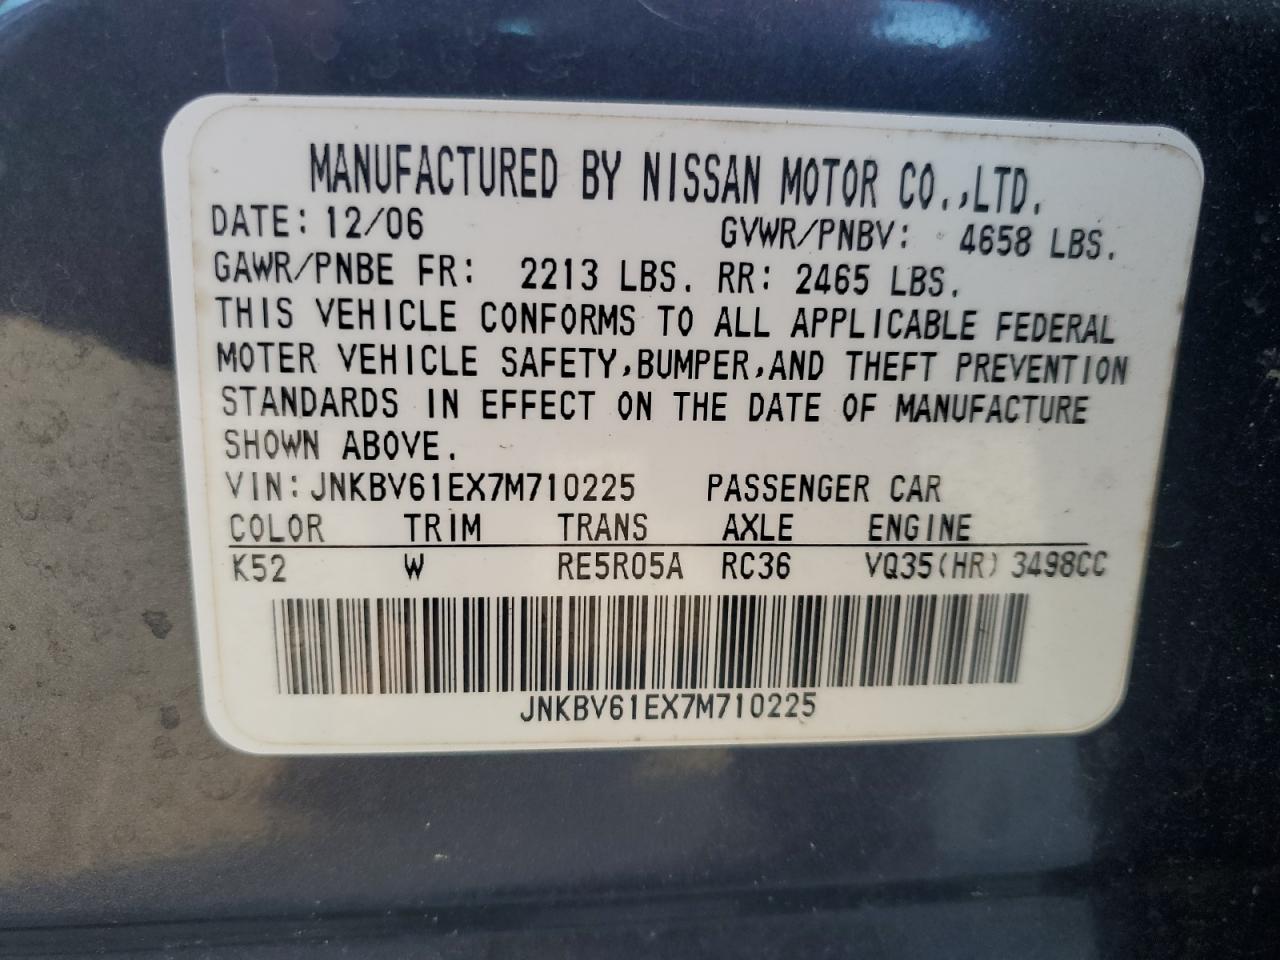 MANUFACTURED BY NISSAN MOTOR CO.,LTD.
DATE: 12/06 GVWR/PNBV: 4658 LBS.
GAWR/PNBE FR: 2213 LBS. RR: 2465 LBS.
THIS VEHICLE CONFORMS TO ALL APPLICABLE FEDERAL
MOTER VEHICLE SAFETY,BUMPER,AND THEFT PREVENTION
STANDARDS IN EFFECT ON THE DATE OF MANUFACTURE
SHOWN ABOVE.
VIN: JNKBV61EX7M710225 PASSENGER CAR
COLOR TRIM TRANS AXLE ENGINE
K52 W RE5R05A RC36 VQ35(HR) 3498CC
JNKBV61EX7M710225